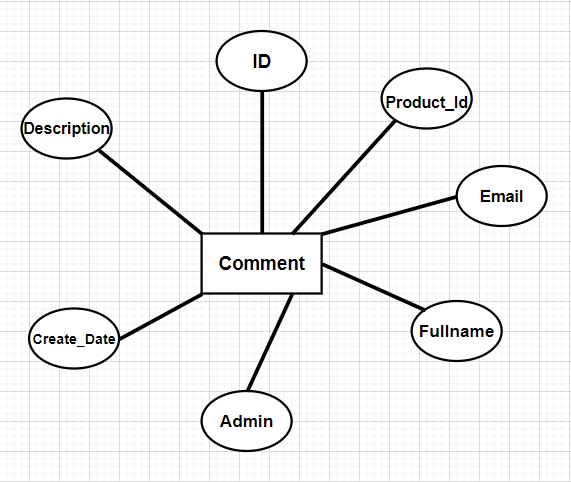 ID
Product_Id
Description
Email
Comment
Fullname
Create_Date
Admin